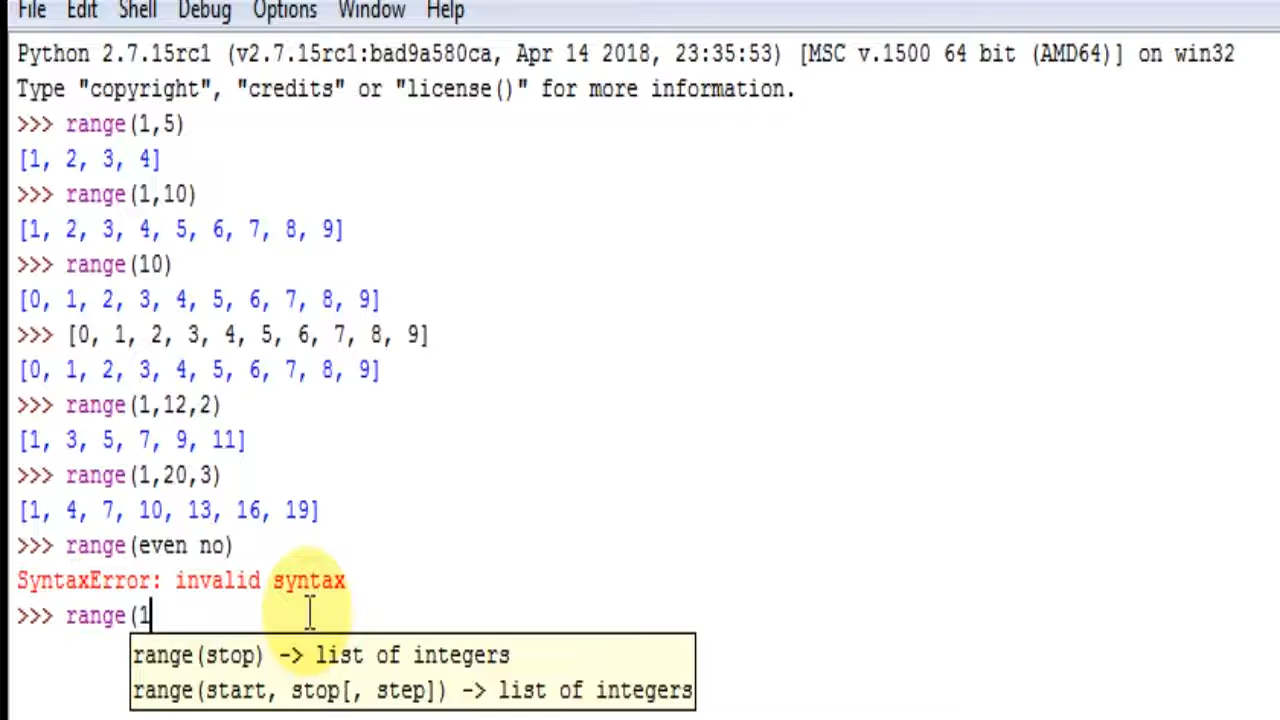 File Edit Shell Debug Options Window Help
Python 2.7.15rc1 (v2.7.15rc1:bad9a580ca, Apr 14 2018, 23:35:53) [MSC v.1500 64 bit (AMD64)] on win32
Type "copyright", "credits" or "license()" for more information.
>>> range(1,5)
[1, 2, 3, 4]
>>> range(1,10)
[1, 2, 3, 4, 5, 6, 7, 8, 9]
>>> range(10)
[0, 1, 2, 3, 4, 5, 6, 7, 8, 9]
>>> [0, 1, 2, 3, 4, 5, 6, 7, 8, 9]
[0, 1, 2, 3, 4, 5, 6, 7, 8, 9]
>>> range(1,12,2)
[1, 3, 5, 7, 9, 11]
>>> range(1,20,3)
[1, 4, 7, 10, 13, 16, 19]
>>> range(even no)
SyntaxError: invalid syntax
>>> range(1
range(stop) -> list of integers
range(start, stop[, step]) -> list of integers